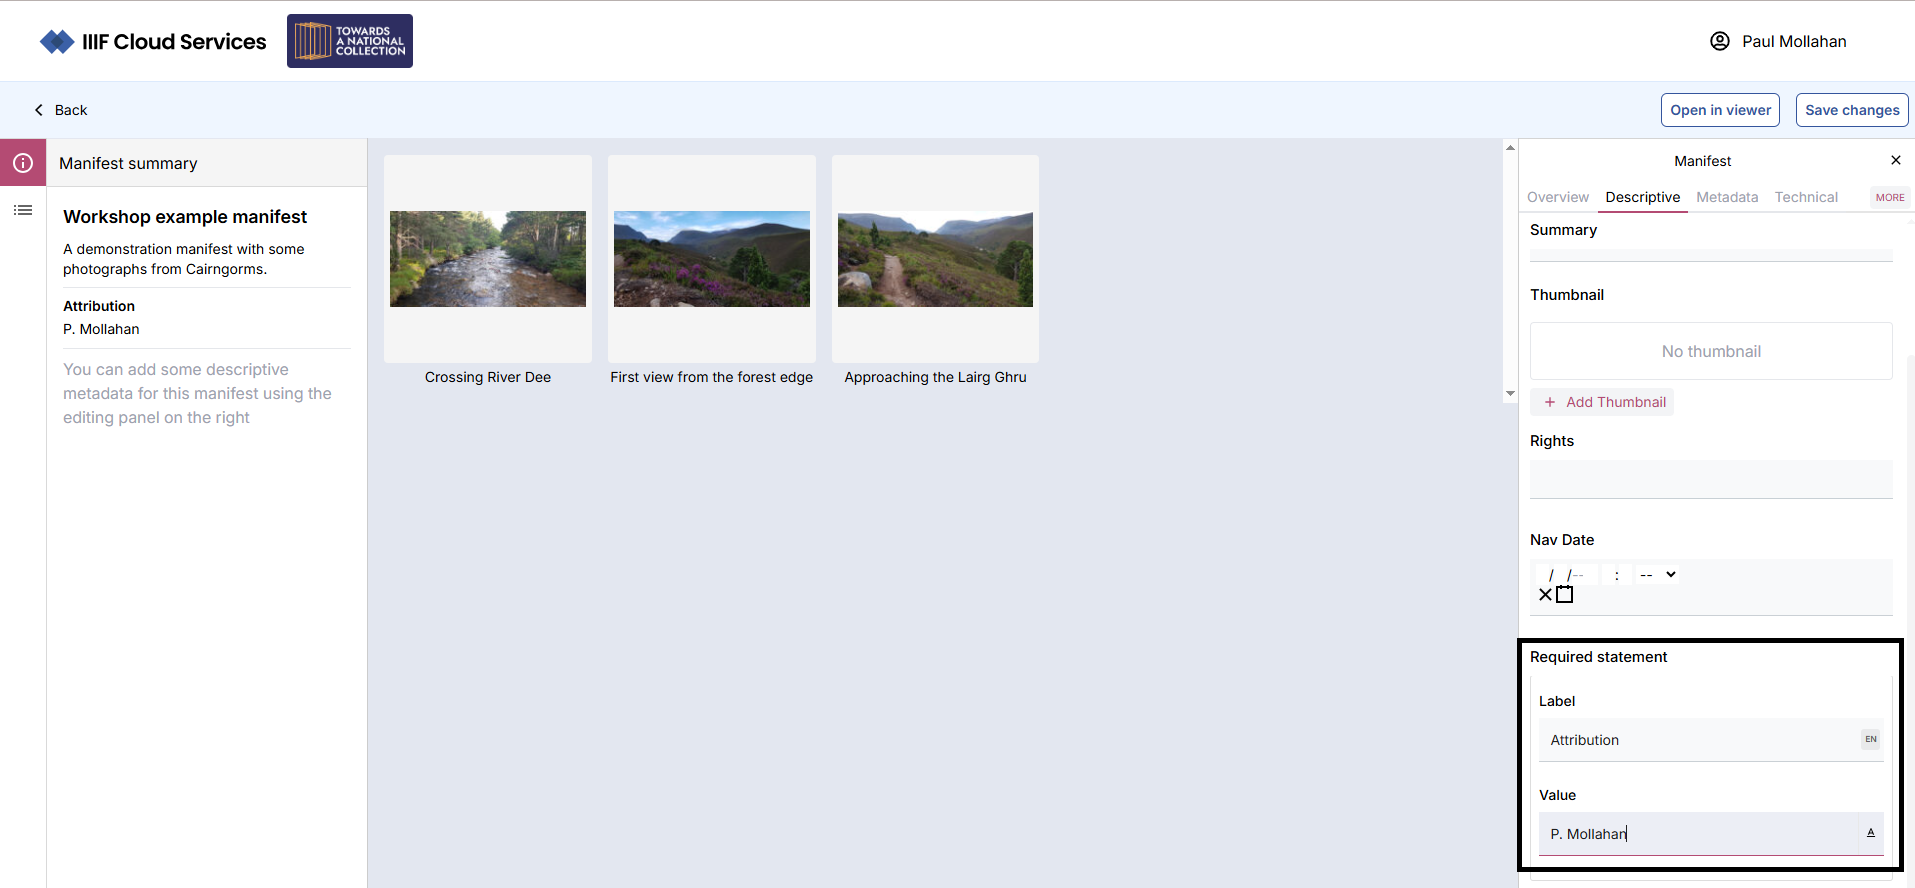 IIIF Cloud Services
TOWARDS
A NATIONAL
COLLECTION
Paul Mollahan
Back
Open in viewer
Save changes
Manifest summary
Workshop example manifest
A demonstration manifest with some
photographs from Cairngorms.
Attribution
P. Mollahan
You can add some descriptive
metadata for this manifest using the
editing panel on the right
Crossing River Dee
First view from the forest edge
Approaching the Lairg Ghru
Manifest
Overview Descriptive Metadata Technical MORE
Summary
Thumbnail
No thumbnail
+ Add Thumbnail
Rights
Nav Date
/ /-- : --
Required statement
Label
Attribution EN
Value
P. Mollahan A